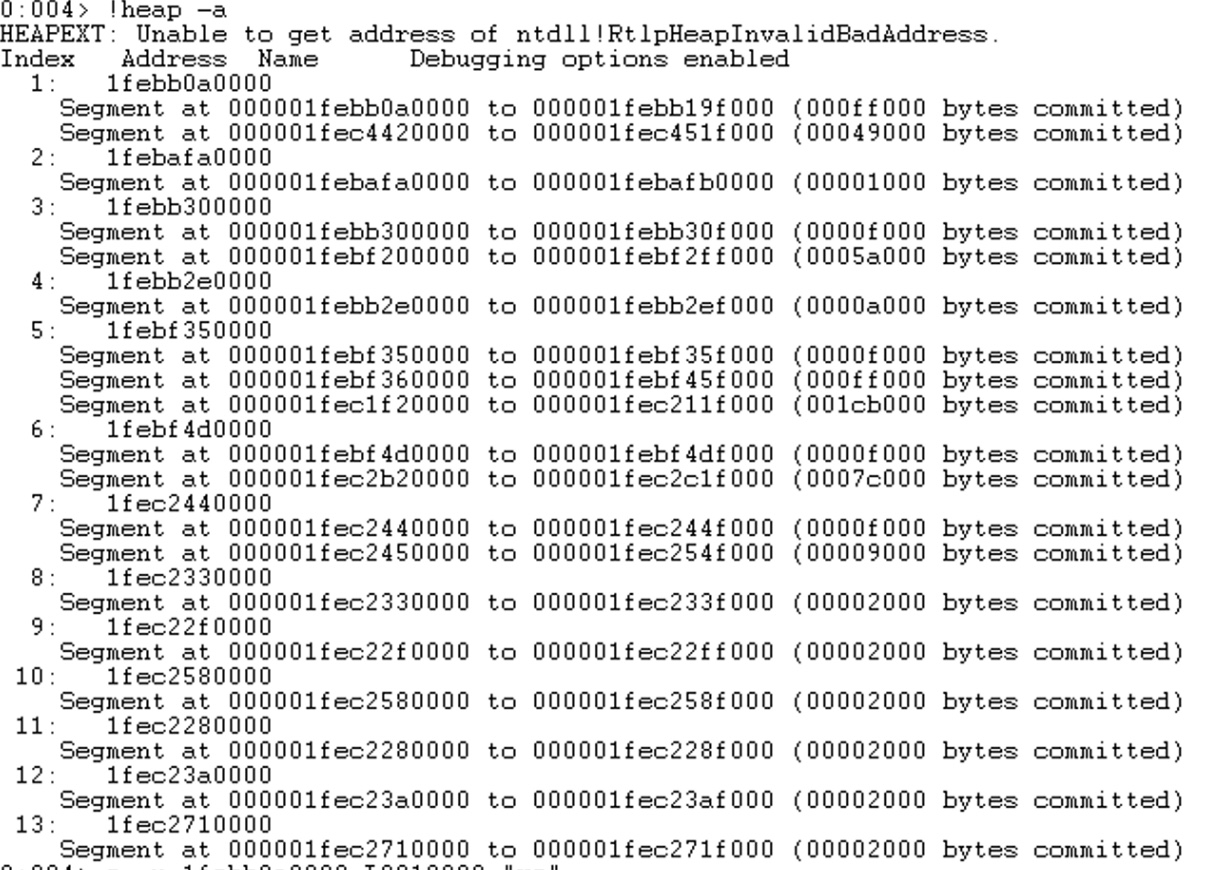 0:004> !heap -a
HEAPEXT: Unable to get address of ntdll!RtlpHeapInvalidBadAddress.
Index    Address  Name      Debugging options enabled
  1:   1febb0a0000
    Segment at 000001febb0a0000 to 000001febb19f000 (000ff000 bytes committed)
    Segment at 000001fec4420000 to 000001fec451f000 (00049000 bytes committed)
  2:   1febafa0000
    Segment at 000001febafa0000 to 000001febafb0000 (00001000 bytes committed)
  3:   1febb300000
    Segment at 000001febb300000 to 000001febb30f000 (0000f000 bytes committed)
    Segment at 000001febf200000 to 000001febf2ff000 (0005a000 bytes committed)
  4:   1febb2e0000
    Segment at 000001febb2e0000 to 000001febb2ef000 (0000a000 bytes committed)
  5:   1febf350000
    Segment at 000001febf350000 to 000001febf35f000 (0000f000 bytes committed)
    Segment at 000001febf360000 to 000001febf45f000 (000ff000 bytes committed)
    Segment at 000001fec1f20000 to 000001fec211f000 (001cb000 bytes committed)
  6:   1febf4d0000
    Segment at 000001febf4d0000 to 000001febf4df000 (0000f000 bytes committed)
    Segment at 000001fec2b20000 to 000001fec2c1f000 (0007c000 bytes committed)
  7:   1fec2440000
    Segment at 000001fec2440000 to 000001fec244f000 (0000f000 bytes committed)
    Segment at 000001fec2450000 to 000001fec254f000 (00009000 bytes committed)
  8:   1fec2330000
    Segment at 000001fec2330000 to 000001fec233f000 (00002000 bytes committed)
  9:   1fec22f0000
    Segment at 000001fec22f0000 to 000001fec22ff000 (00002000 bytes committed)
 10:   1fec2580000
    Segment at 000001fec2580000 to 000001fec258f000 (00002000 bytes committed)
 11:   1fec2280000
    Segment at 000001fec2280000 to 000001fec228f000 (00002000 bytes committed)
 12:   1fec23a0000
    Segment at 000001fec23a0000 to 000001fec23af000 (00002000 bytes committed)
 13:   1fec2710000
    Segment at 000001fec2710000 to 000001fec271f000 (00002000 bytes committed)